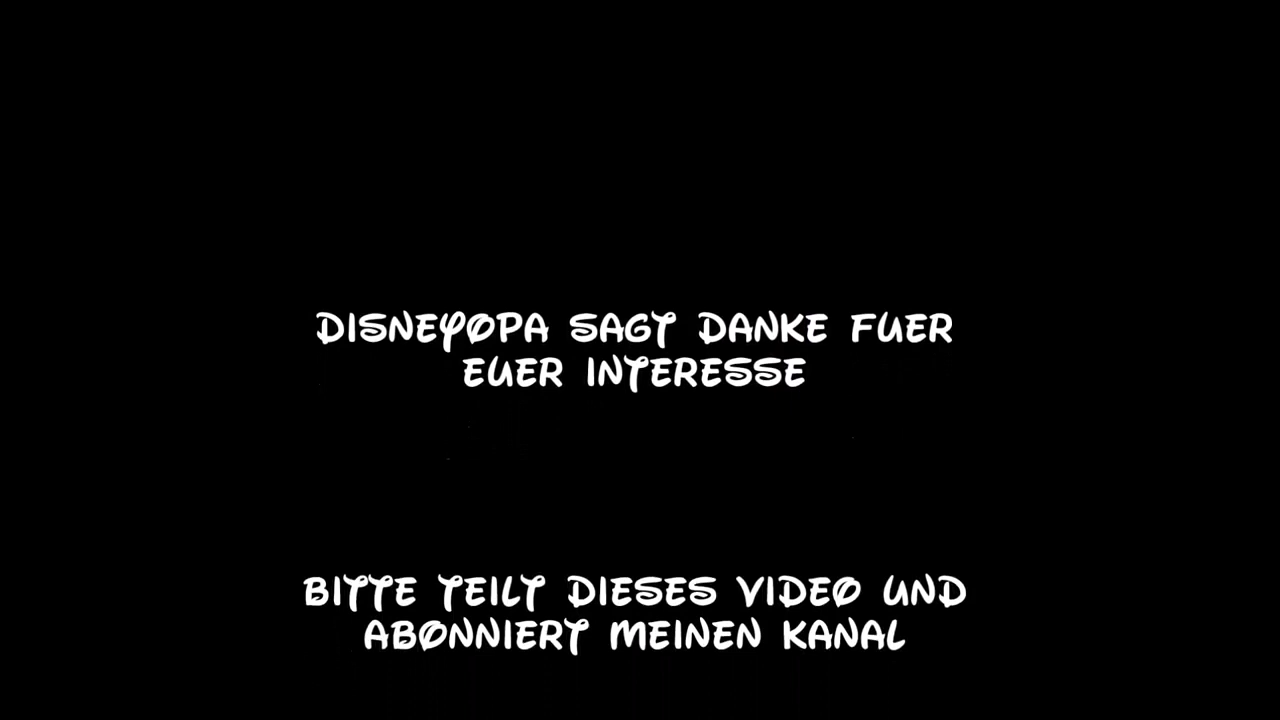 DISNEYOPA SAGT DANKE FUER
EUER INTERESSE
BITTE TEILT DIESES VIDEO UND
ABONNIERT MEINEN KANAL